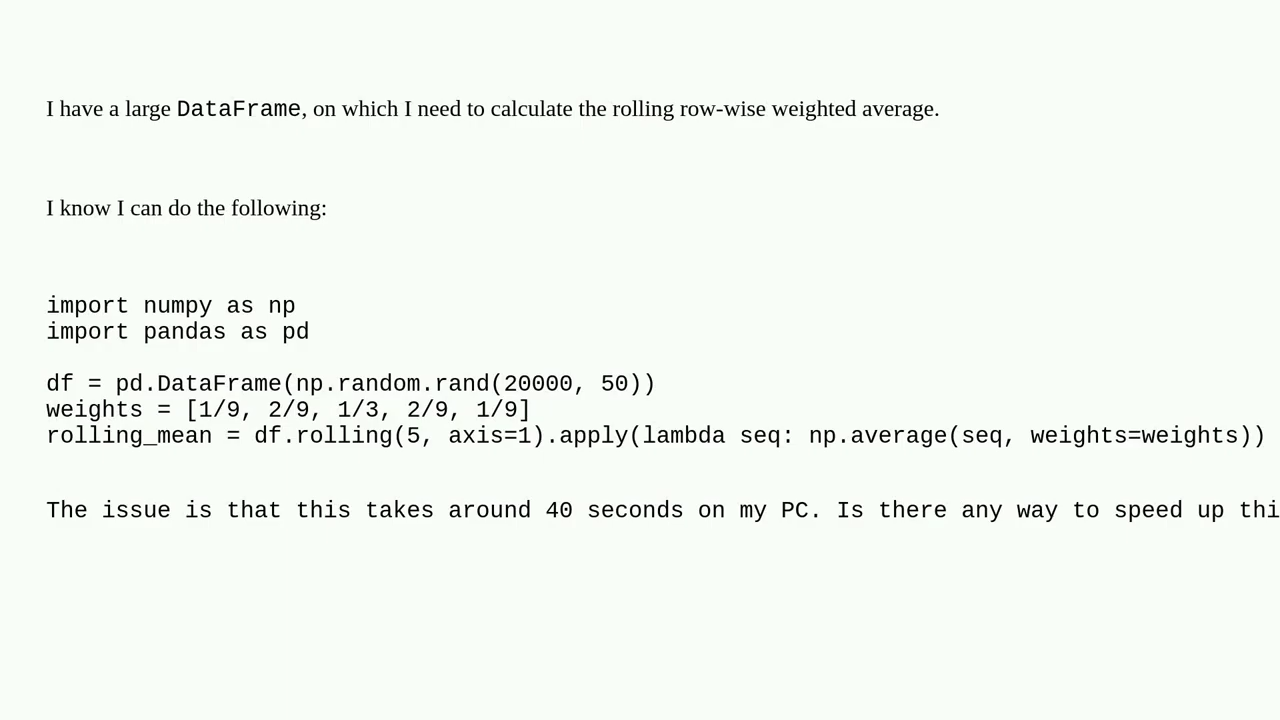 I have a large DataFrame, on which I need to calculate the rolling row-wise weighted average.
I know I can do the following:
import numpy as np
import pandas as pd
df = pd.DataFrame(np.random.rand(20000, 50))
weights = [1/9, 2/9, 1/3, 2/9, 1/9]
rolling_mean = df.rolling(5, axis=1).apply(lambda seq: np.average(seq, weights=weights))
The issue is that this takes around 40 seconds on my PC. Is there any way to speed up thi